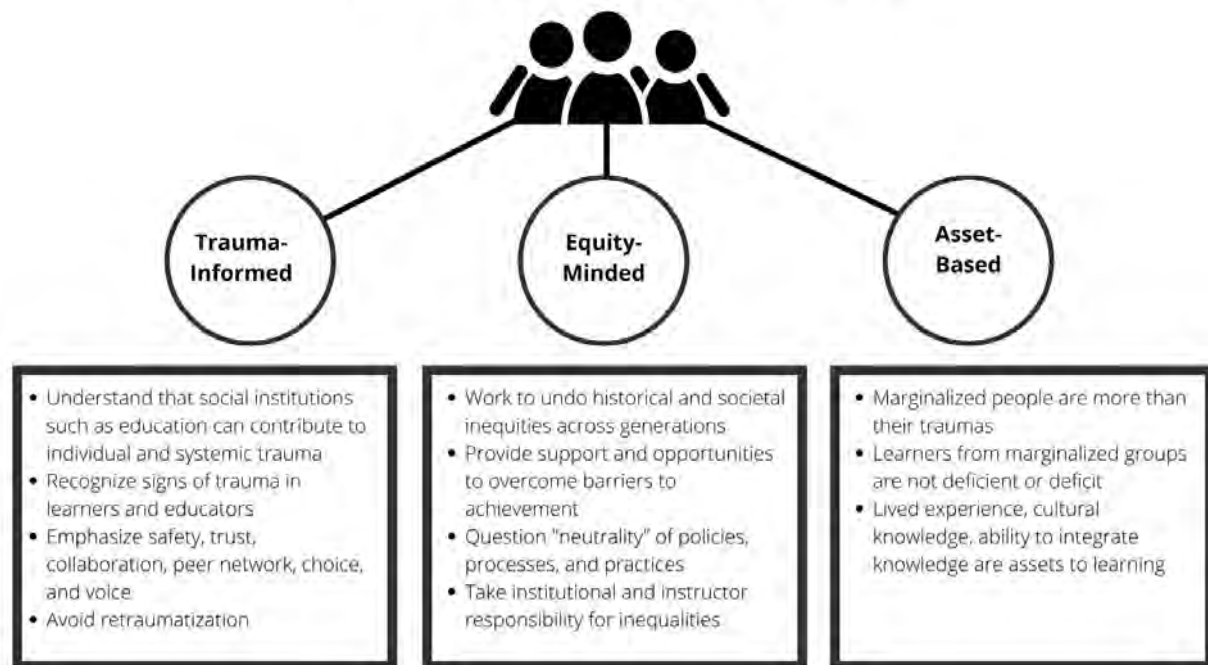 Trauma-
Informed
Equity-
Minded
Asset-
Based
• Understand that social institutions
such as education can contribute to
individual and systemic trauma
• Recognize signs of trauma in
learners and educators
• Emphasize safety, trust,
collaboration, peer network, choice,
and voice
• Avoid retraumatization
• Work to undo historical and societal
inequities across generations
• Provide support and opportunities
to overcome barriers to
achievement
• Question "neutrality" of policies,
processes, and practices
• Take institutional and instructor
responsibility for inequalities
• Marginalized people are more than
their traumas
• Learners from marginalized groups
are not deficient or deficit
• Lived experience, cultural
knowledge, ability to integrate
knowledge are assets to learning